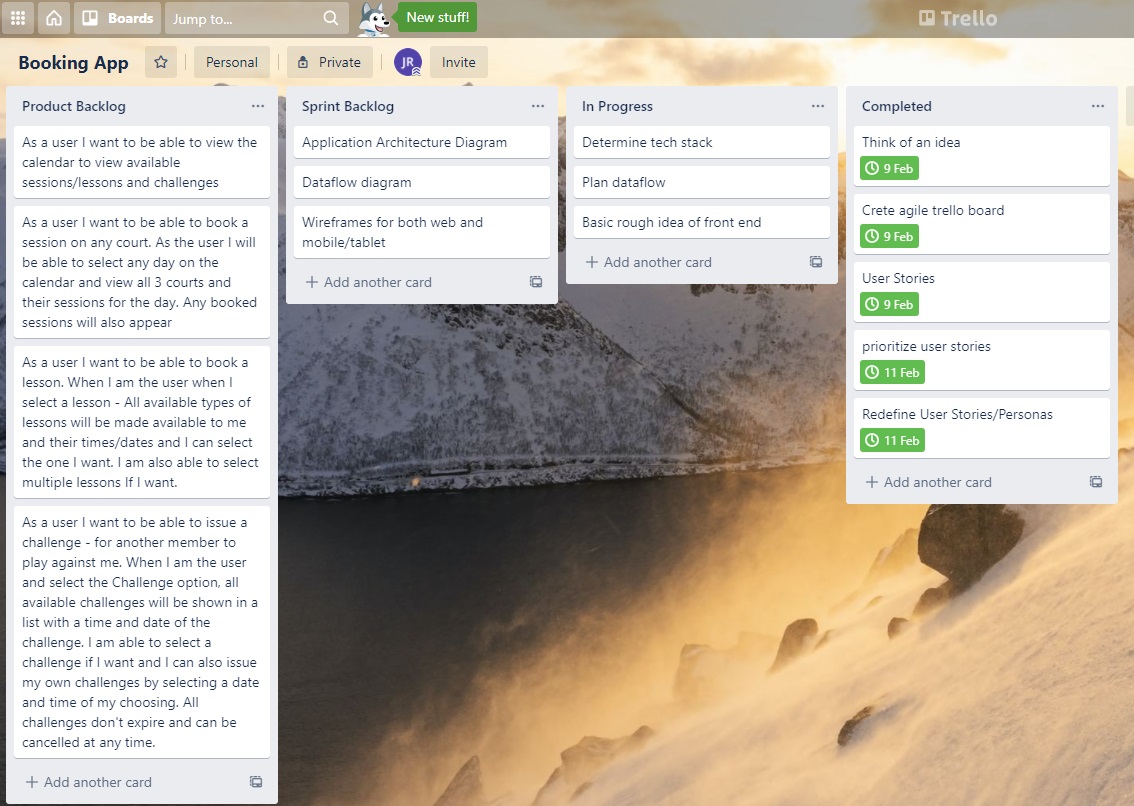 Boards
Jump to...
New stuff!
Trello
Booking App
Personal
Private
JR
Invite
Product Backlog
As a user I want to be able to view the
calendar to view available
sessions/lessons and challenges
As a user I want to be able to book a
session on any court. As the user I will
be able to select any day on the
calendar and view all 3 courts and
their sessions for the day. Any booked
sessions will also appear
As a user I want to be able to book a
lesson. When I am the user when I
select a lesson - All available types of
lessons will be made available to me
and their times/dates and I can select
the one I want. I am also able to select
multiple lessons If I want.
As a user I want to be able to issue a
challenge - for another member to
play against me. When I am the user
and select the Challenge option, all
available challenges will be shown in a
list with a time and date of the
challenge. I am able to select a
challenge if I want and I can also issue
my own challenges by selecting a date
and time of my choosing. All
challenges don't expire and can be
cancelled at any time.
+ Add another card
Sprint Backlog
Application Architecture Diagram
Dataflow diagram
Wireframes for both web and
mobile/tablet
+ Add another card
In Progress
Determine tech stack
Plan dataflow
Basic rough idea of front end
+ Add another card
Completed
Think of an idea
9 Feb
Crete agile trello board
9 Feb
User Stories
9 Feb
prioritize user stories
11 Feb
Redefine User Stories/Personas
11 Feb
+ Add another card